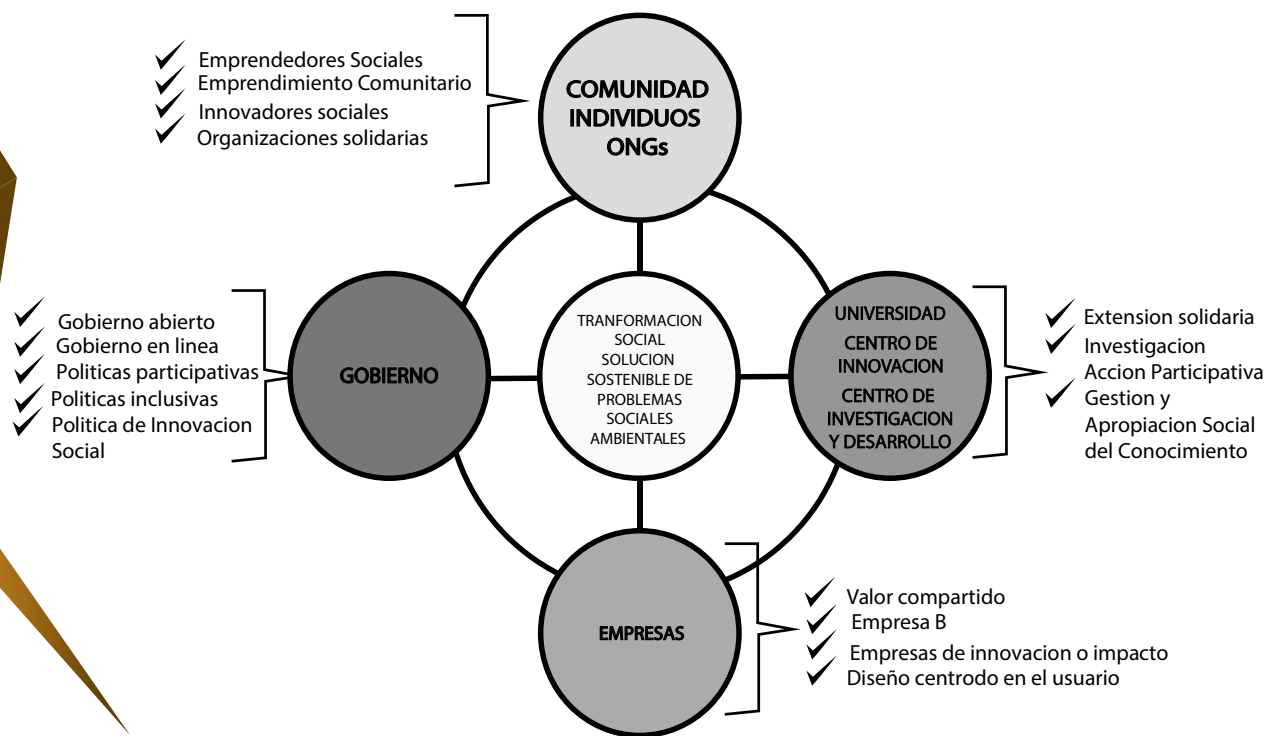 Emprendedores Sociales
Emprendimiento Comunitario
Innovadores sociales
Organizaciones solidarias
COMUNIDAD
INDIVIDUOS
ONGs
Gobierno abierto
Gobierno en linea
Politicas participativas
Politicas inclusivas
Politica de Innovacion
Social
GOBIERNO
TRANFORMACION
SOCIAL
SOLUCION
SOSTENIBLE DE
PROBLEMAS
SOCIALES
AMBIENTALES
UNIVERSIDAD
CENTRO DE
INNOVACION
CENTRO DE
INVESTIGACION
Y DESARROLLO
Extension solidaria
Investigacion
Accion Participativa
Gestion y
Apropiacion Social
del Conocimiento
EMPRESAS
Valor compartido
Empresa B
Empresas de innovacion o impacto
Diseño centrodo en el usuario